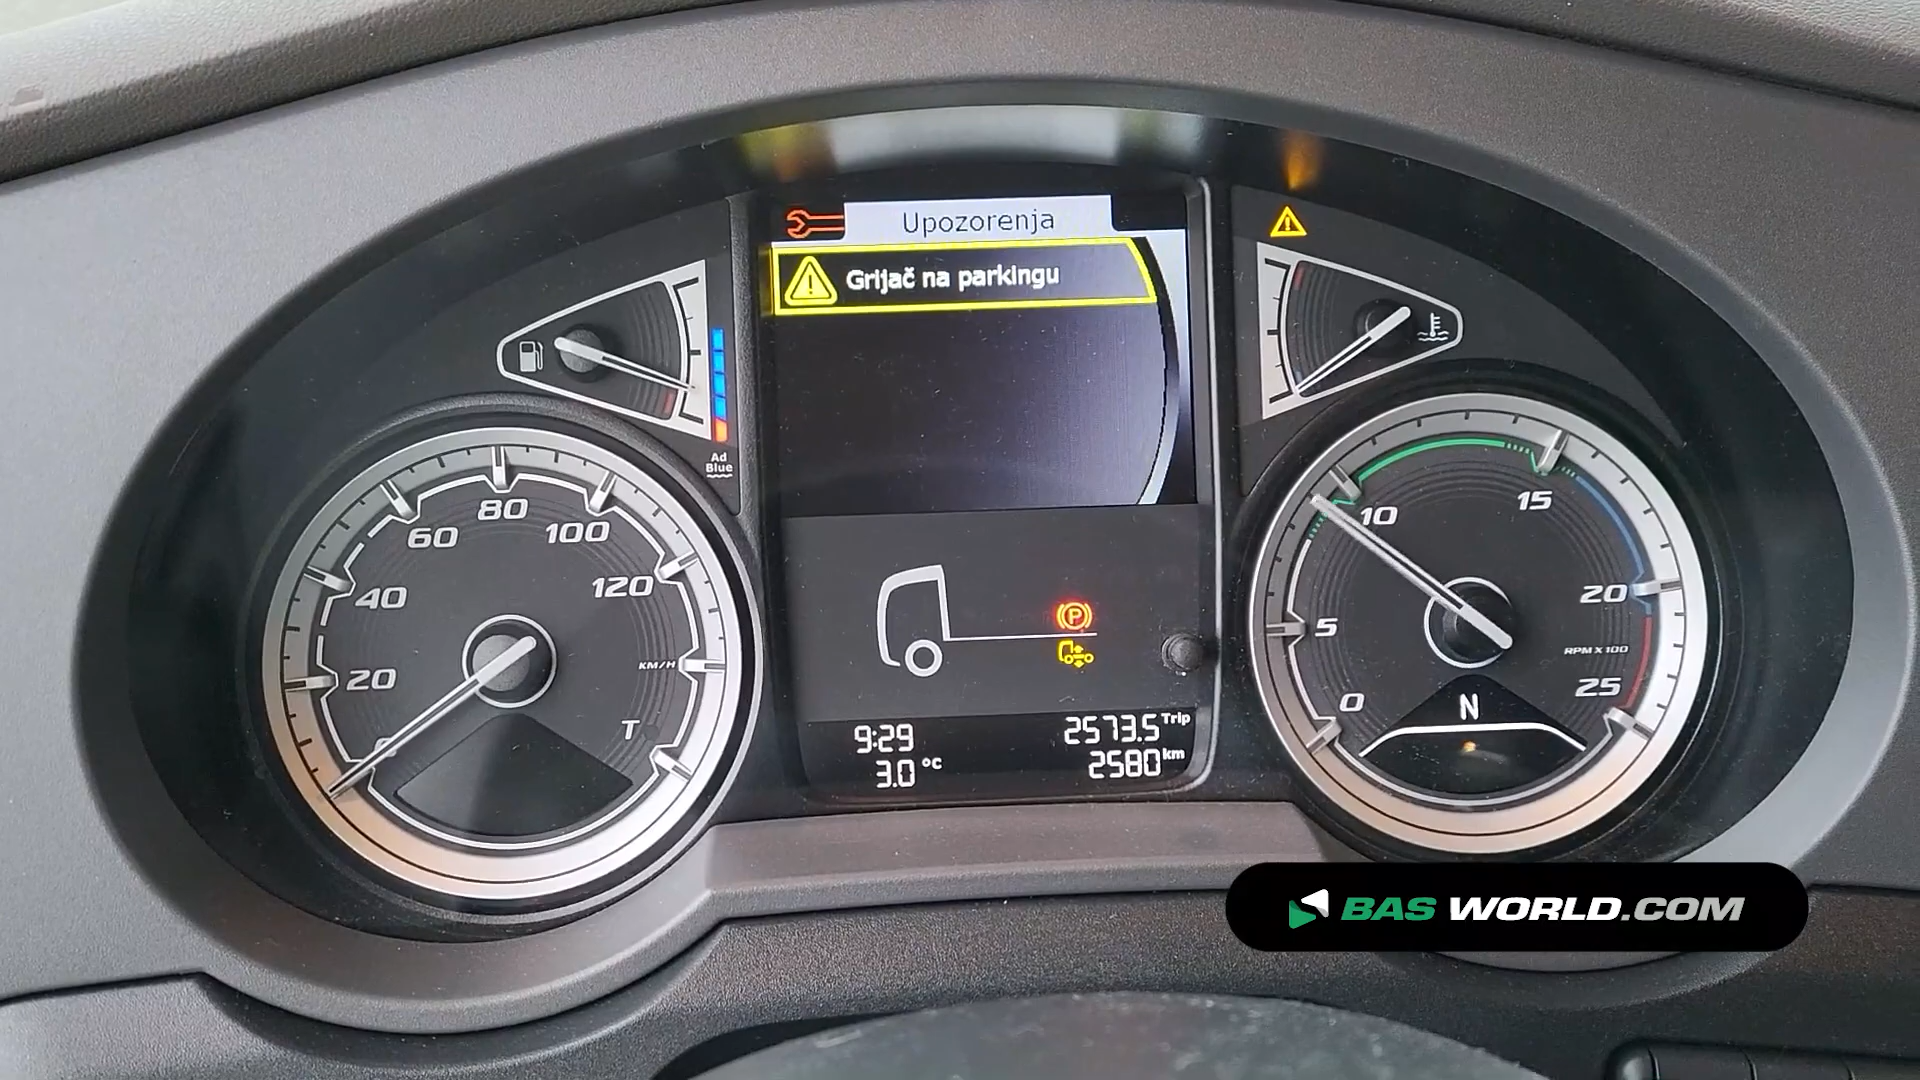 Upozorenja
Grijač na parkingu
Ad
Blue
0
20
40
60
80
100
120
KM/H
T
P
0
5
10
15
20
25
RPM X 100
N
9:29
2573.5 Trip
3.0 °C
2580 km
BAS WORLD.COM